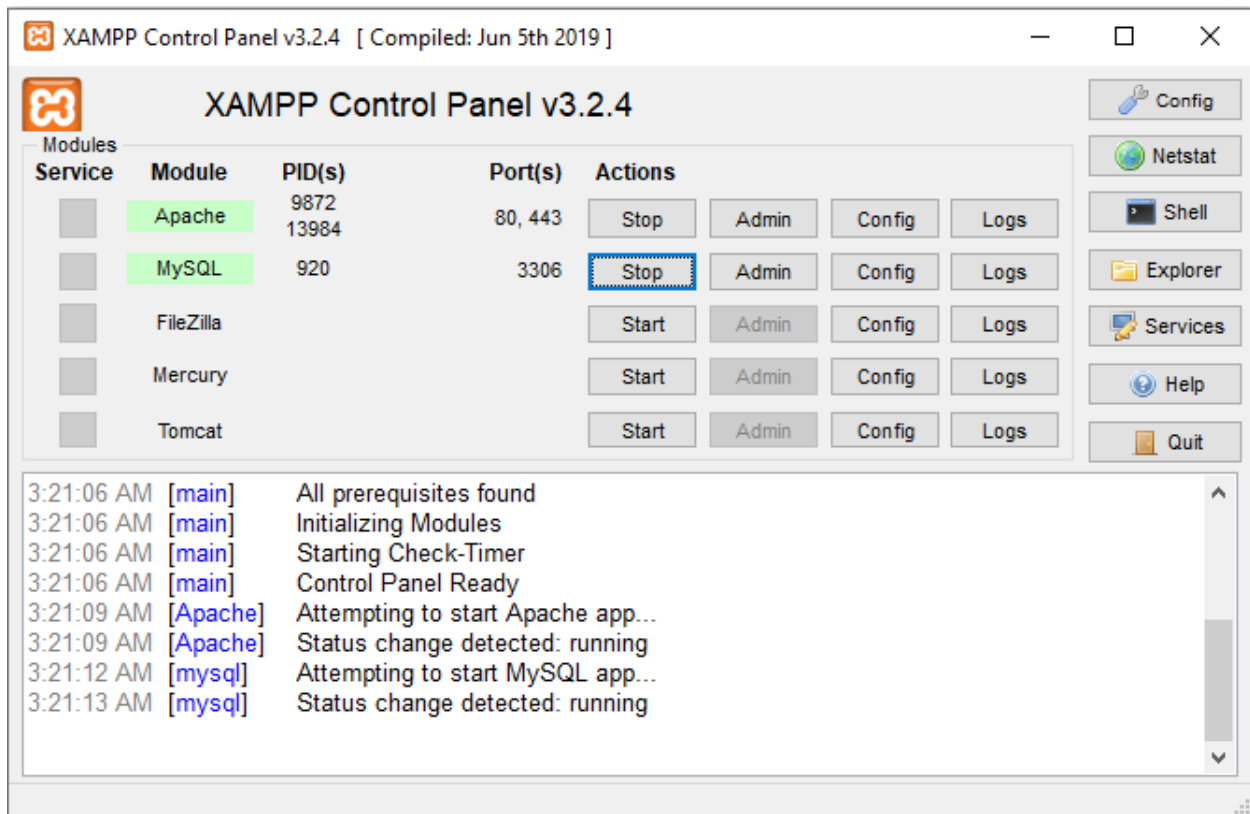 XAMPP Control Panel v3.2.4 [ Compiled: Jun 5th 2019 ]
XAMPP Control Panel v3.2.4
Config
Modules
Netstat
Service Module PID(s) Port(s) Actions
Apache 9872 13984 80, 443 Stop Admin Config Logs
Shell
MySQL 920 3306 Stop Admin Config Logs
Explorer
FileZilla Start Admin Config Logs
Services
Mercury Start Admin Config Logs
Help
Tomcat Start Admin Config Logs
Quit
3:21:06 AM [main] All prerequisites found
3:21:06 AM [main] Initializing Modules
3:21:06 AM [main] Starting Check-Timer
3:21:06 AM [main] Control Panel Ready
3:21:09 AM [Apache] Attempting to start Apache app...
3:21:09 AM [Apache] Status change detected: running
3:21:12 AM [mysql] Attempting to start MySQL app...
3:21:13 AM [mysql] Status change detected: running